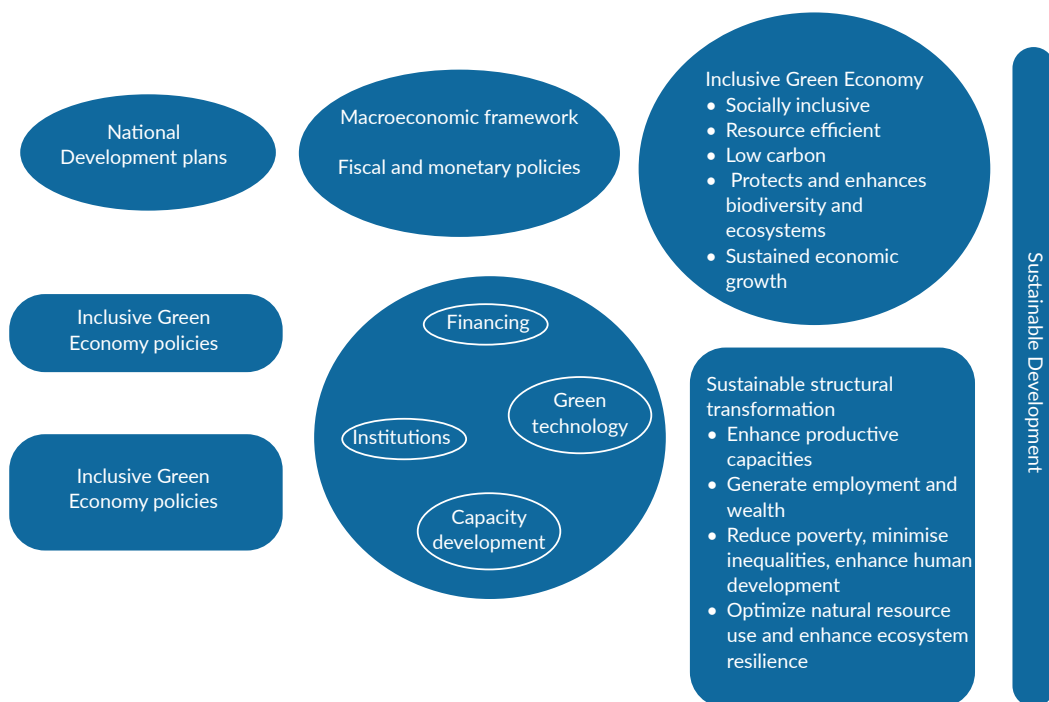 National
Development plans
Macroeconomic framework
Fiscal and monetary policies
Inclusive Green Economy
• Socially inclusive
• Resource efficient
• Low carbon
• Protects and enhances
biodiversity and
ecosystems
• Sustained economic
growth
Inclusive Green
Economy policies
Financing
Green
technology
Institutions
Capacity
development
Inclusive Green
Economy policies
Sustainable structural
transformation
• Enhance productive
capacities
• Generate employment and
wealth
• Reduce poverty, minimise
inequalities, enhance human
development
• Optimize natural resource
use and enhance ecosystem
resilience
Sustainable Development